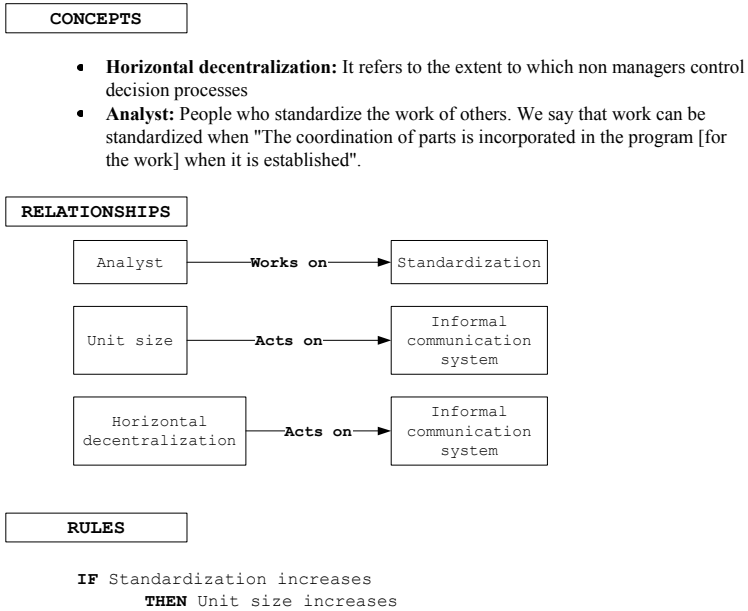 CONCEPTS
• Horizontal decentralization: It refers to the extent to which non managers control
decision processes
• Analyst: People who standardize the work of others. We say that work can be
standardized when "The coordination of parts is incorporated in the program [for
the work] when it is established".
RELATIONSHIPS
Analyst Works on Standardization
Unit size Acts on Informal
communication
system
Horizontal
decentralization Acts on Informal
communication
system
RULES
IF Standardization increases
THEN Unit size increases